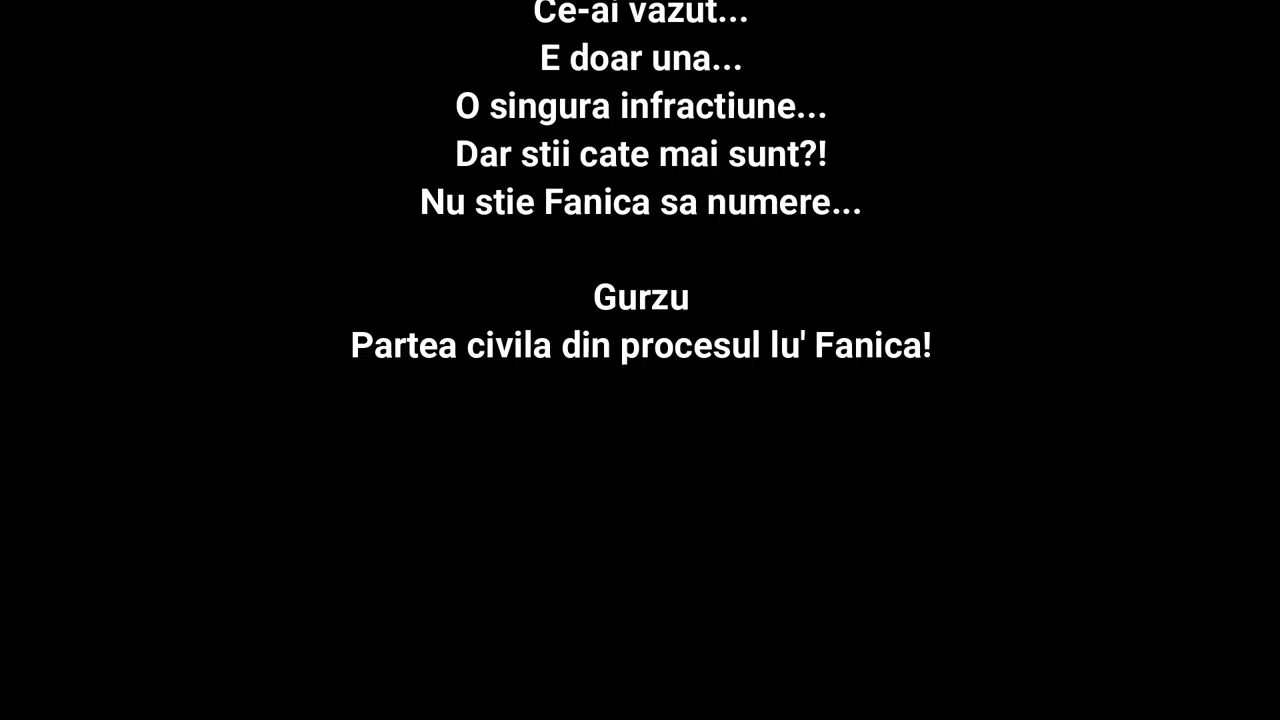 Ce-ai vazut...
E doar una...
O singura infractiune...
Dar stii cate mai sunt?!
Nu stie Fanica sa numere...
Gurzu
Partea civila din procesul lu' Fanica!